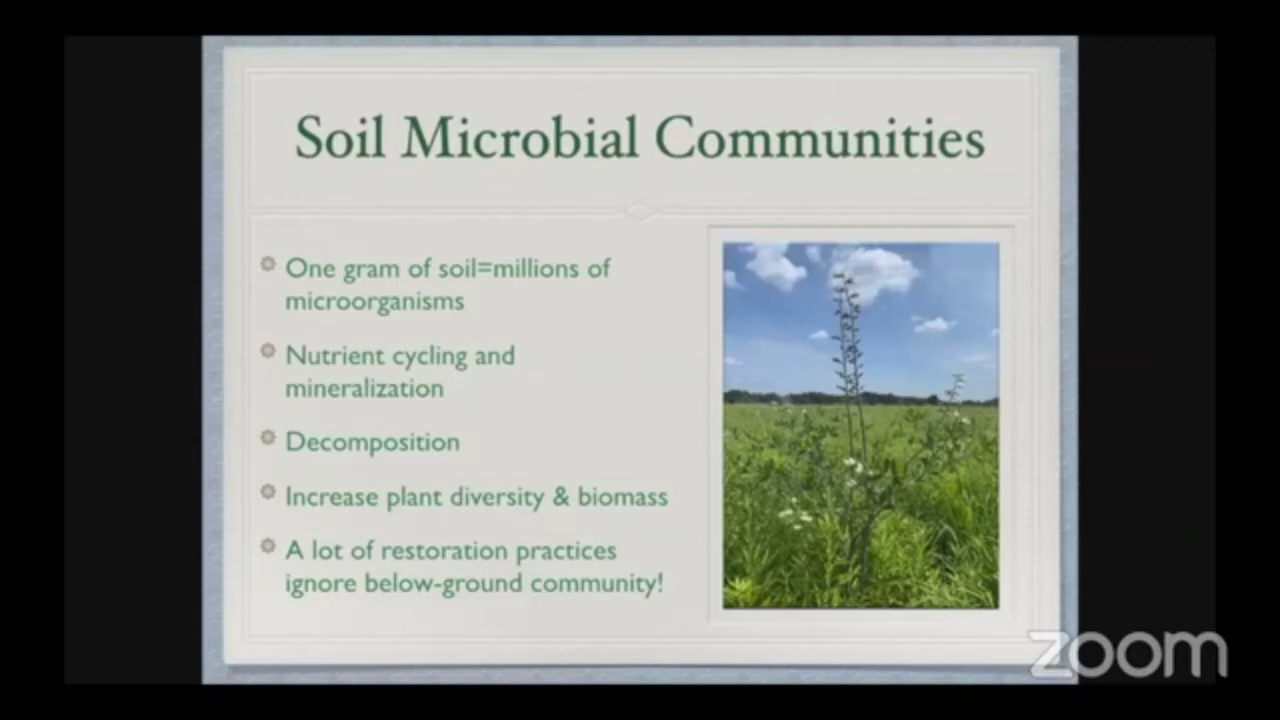 Soil Microbial Communities
One gram of soil=millions of
microorganisms
Nutrient cycling and
mineralization
Decomposition
Increase plant diversity & biomass
A lot of restoration practices
ignore below-ground community!
zoom